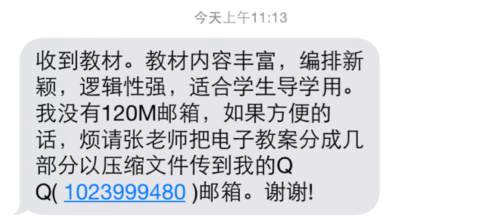 今天上午11:13
收到教材。教材内容丰富，编排新
颖，逻辑性强，适合学生导学用。
我没有120M邮箱，如果方便的
话，烦请张老师把电子教案分成几
部分以压缩文件传到我的Q
Q( 1023999480 )邮箱。谢谢!